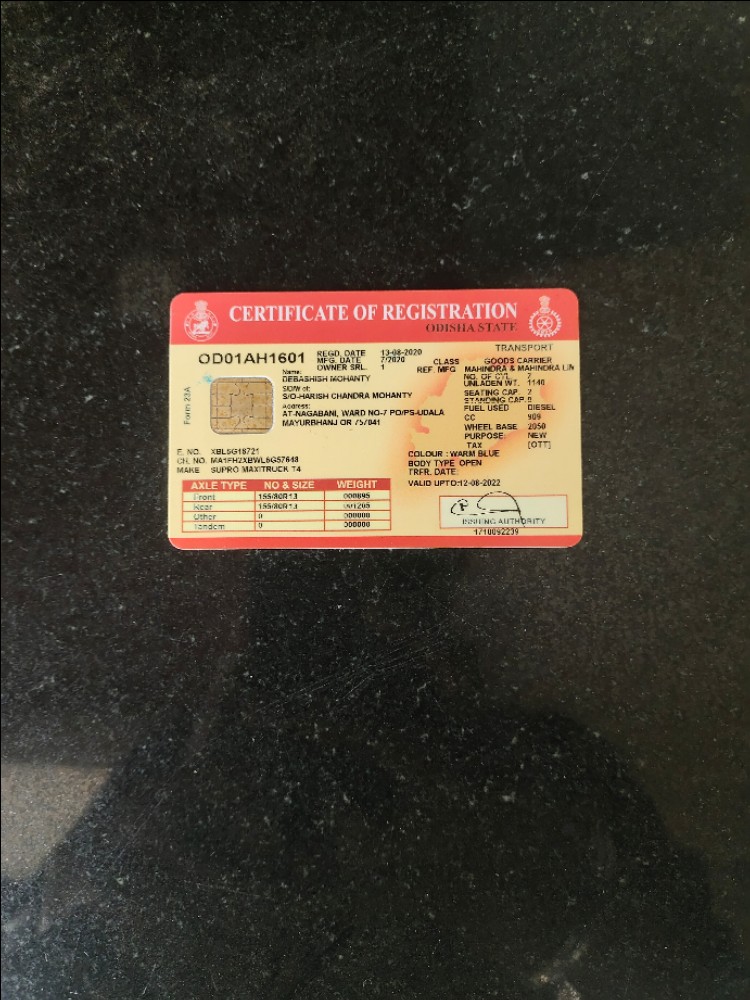 CERTIFICATE OF REGISTRATION
ODISHA STATE
TRANSPORT
OD01AH1601
REGD. DATE 13-08-2020
MFG. DATE 7/2020
OWNER SRL. 1
CLASS GOODS CARRIER
REF. MFG MAHINDRA & MAHINDRA LIM
Name:
DEBASHISH MOHANTY
S/D/W of:
S/O-HARISH CHANDRA MOHANTY
Address:
AT-NAGABANI, WARD NO-7 PO/PS-UDALA
MAYURBHANJ OR 757041
NO. OF CYL. 2
UNLADEN WT. 1140
SEATING CAP. 2
STANDING CAP. 0
FUEL USED DIESEL
CC 909
WHEEL BASE 2050
PURPOSE NEW
TAX [OTT]
Form 23A
E. NO. XBL5G18721
CH. NO.
MAKE SUPRO MAXITRUCK T4
COLOUR : WARM BLUE
BODY TYPE OPEN
TRFR. DATE:
VALID UPTO:12-08-2022
AXLE TYPE NO & SIZE WEIGHT
Front 155/80R13 000895
Rear 155/80R13 001205
Other 0 000000
Tandem 0 000000
ISSUING AUTHORITY
1710092239